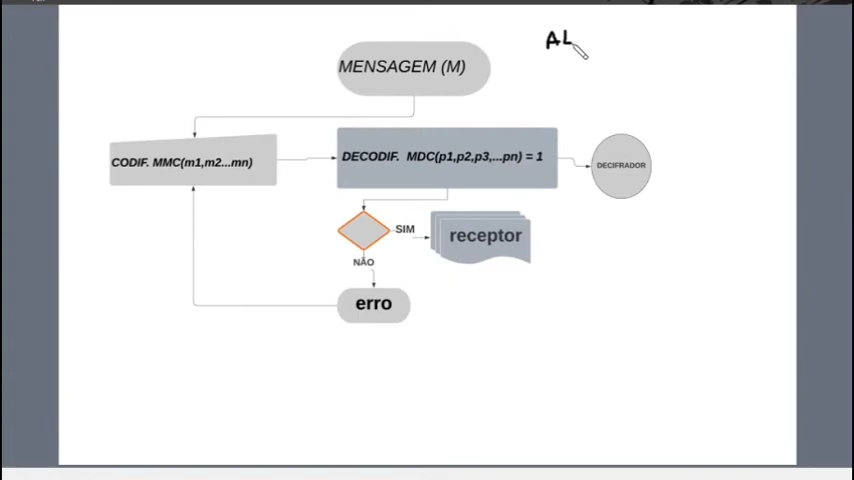 AL
MENSAGEM (M)
CODIF. MMC(m1,m2...mn)
DECODIF. MDC(p1,p2,p3,...pn) = 1
DECIFRADOR
SIM
receptor
NÃO
erro